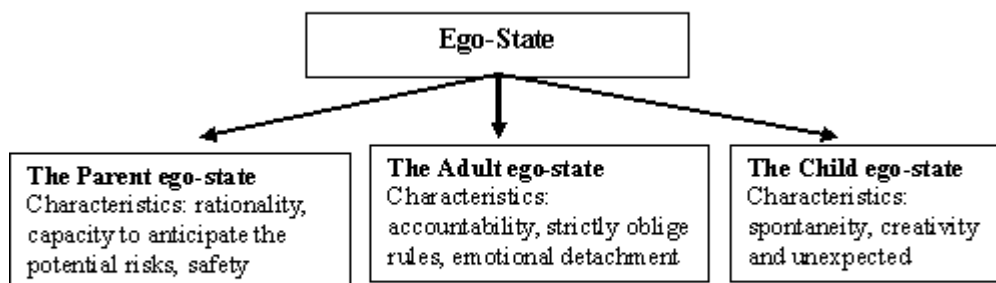 Ego-State
The Parent ego-state
Characteristics: rationality,
capacity to anticipate the
potential risks, safety
The Adult ego-state
Characteristics:
accountability, strictly oblige
rules, emotional detachment
The Child ego-state
Characteristics:
spontaneity, creativity
and unexpected